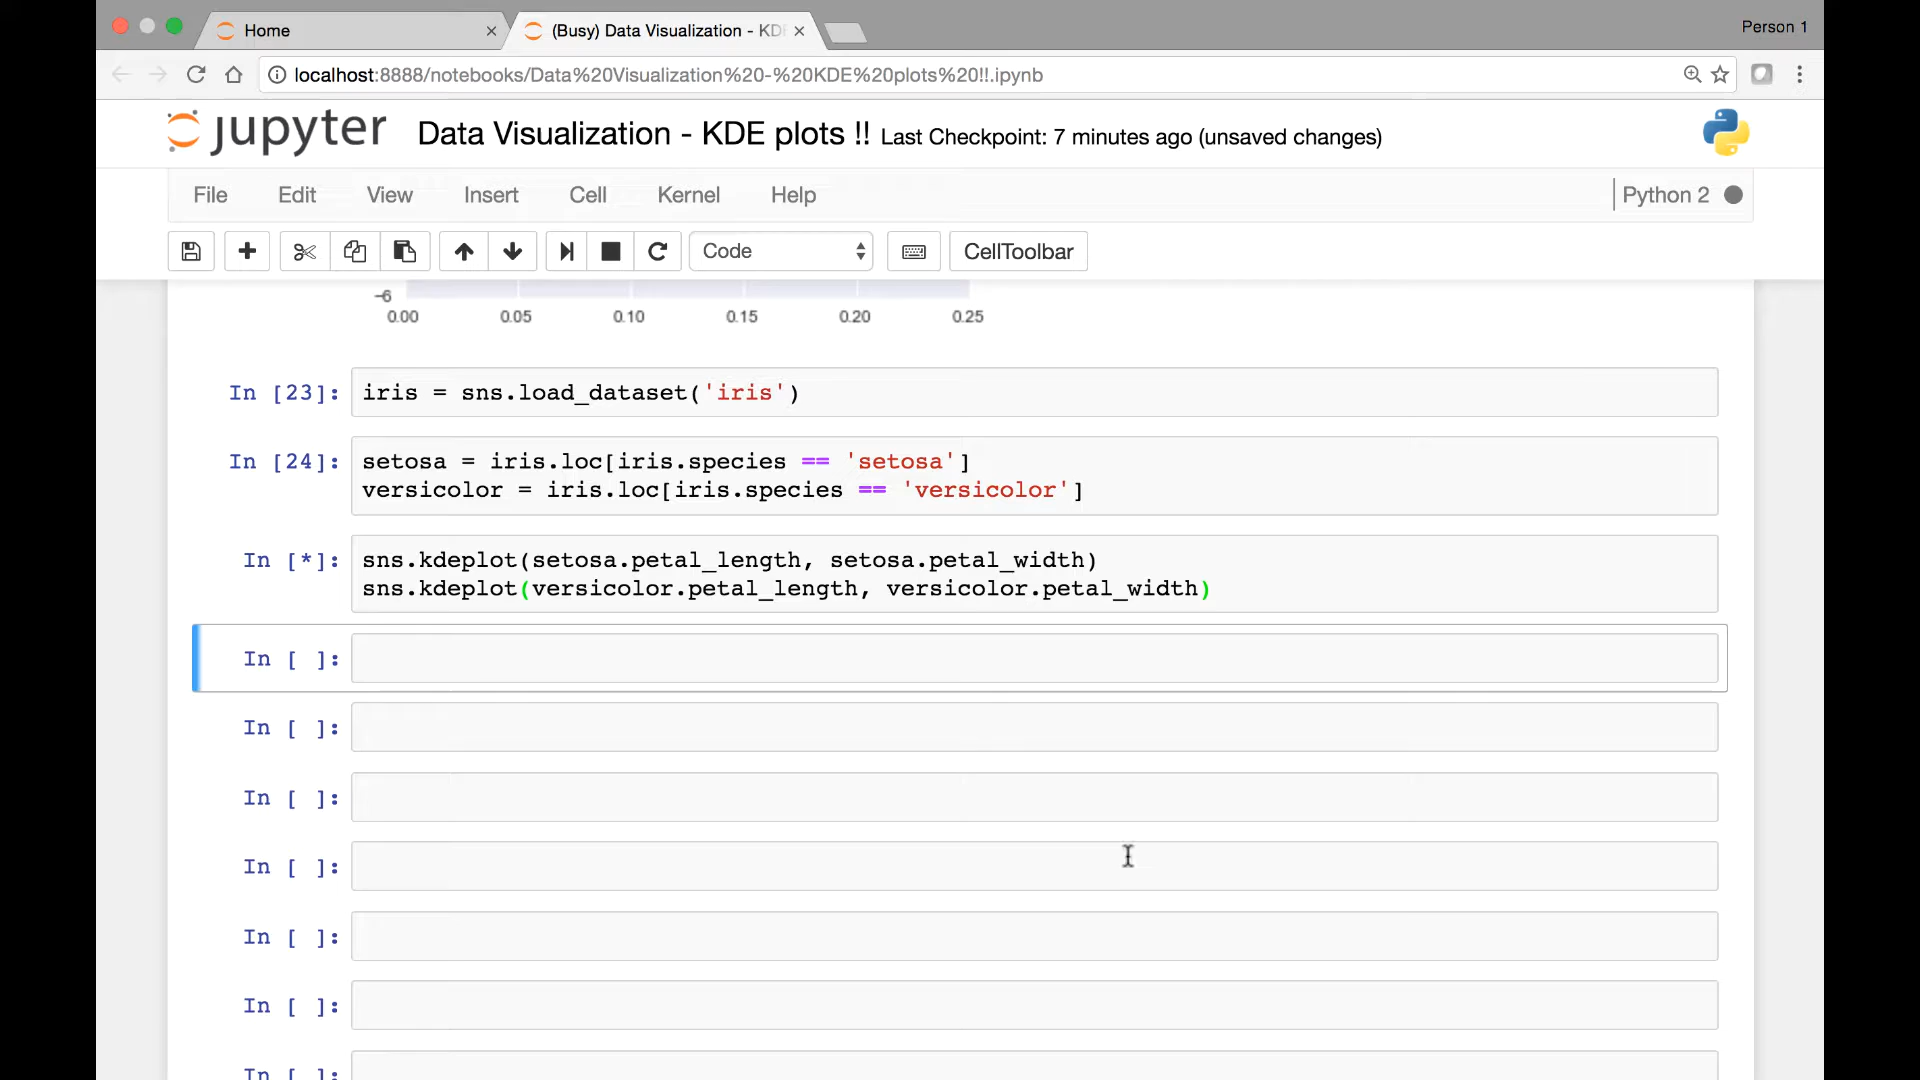 Home
(Busy) Data Visualization - KD
Person 1
localhost:8888/notebooks/Data%20Visualization%20-%20KDE%20plots%20!!.ipynb
jupyter Data Visualization - KDE plots !! Last Checkpoint: 7 minutes ago (unsaved changes)
File Edit View Insert Cell Kernel Help Python 2
Code CellToolbar
-6
0.00 0.05 0.10 0.15 0.20 0.25
In [23]: iris = sns.load_dataset('iris')
In [24]: setosa = iris.loc[iris.species == 'setosa']
versicolor = iris.loc[iris.species == 'versicolor']
In [*]: sns.kdeplot(setosa.petal_length, setosa.petal_width)
sns.kdeplot(versicolor.petal_length, versicolor.petal_width)
In [ ]:
In [ ]:
In [ ]:
In [ ]:
In [ ]:
In [ ]:
In [ ]: